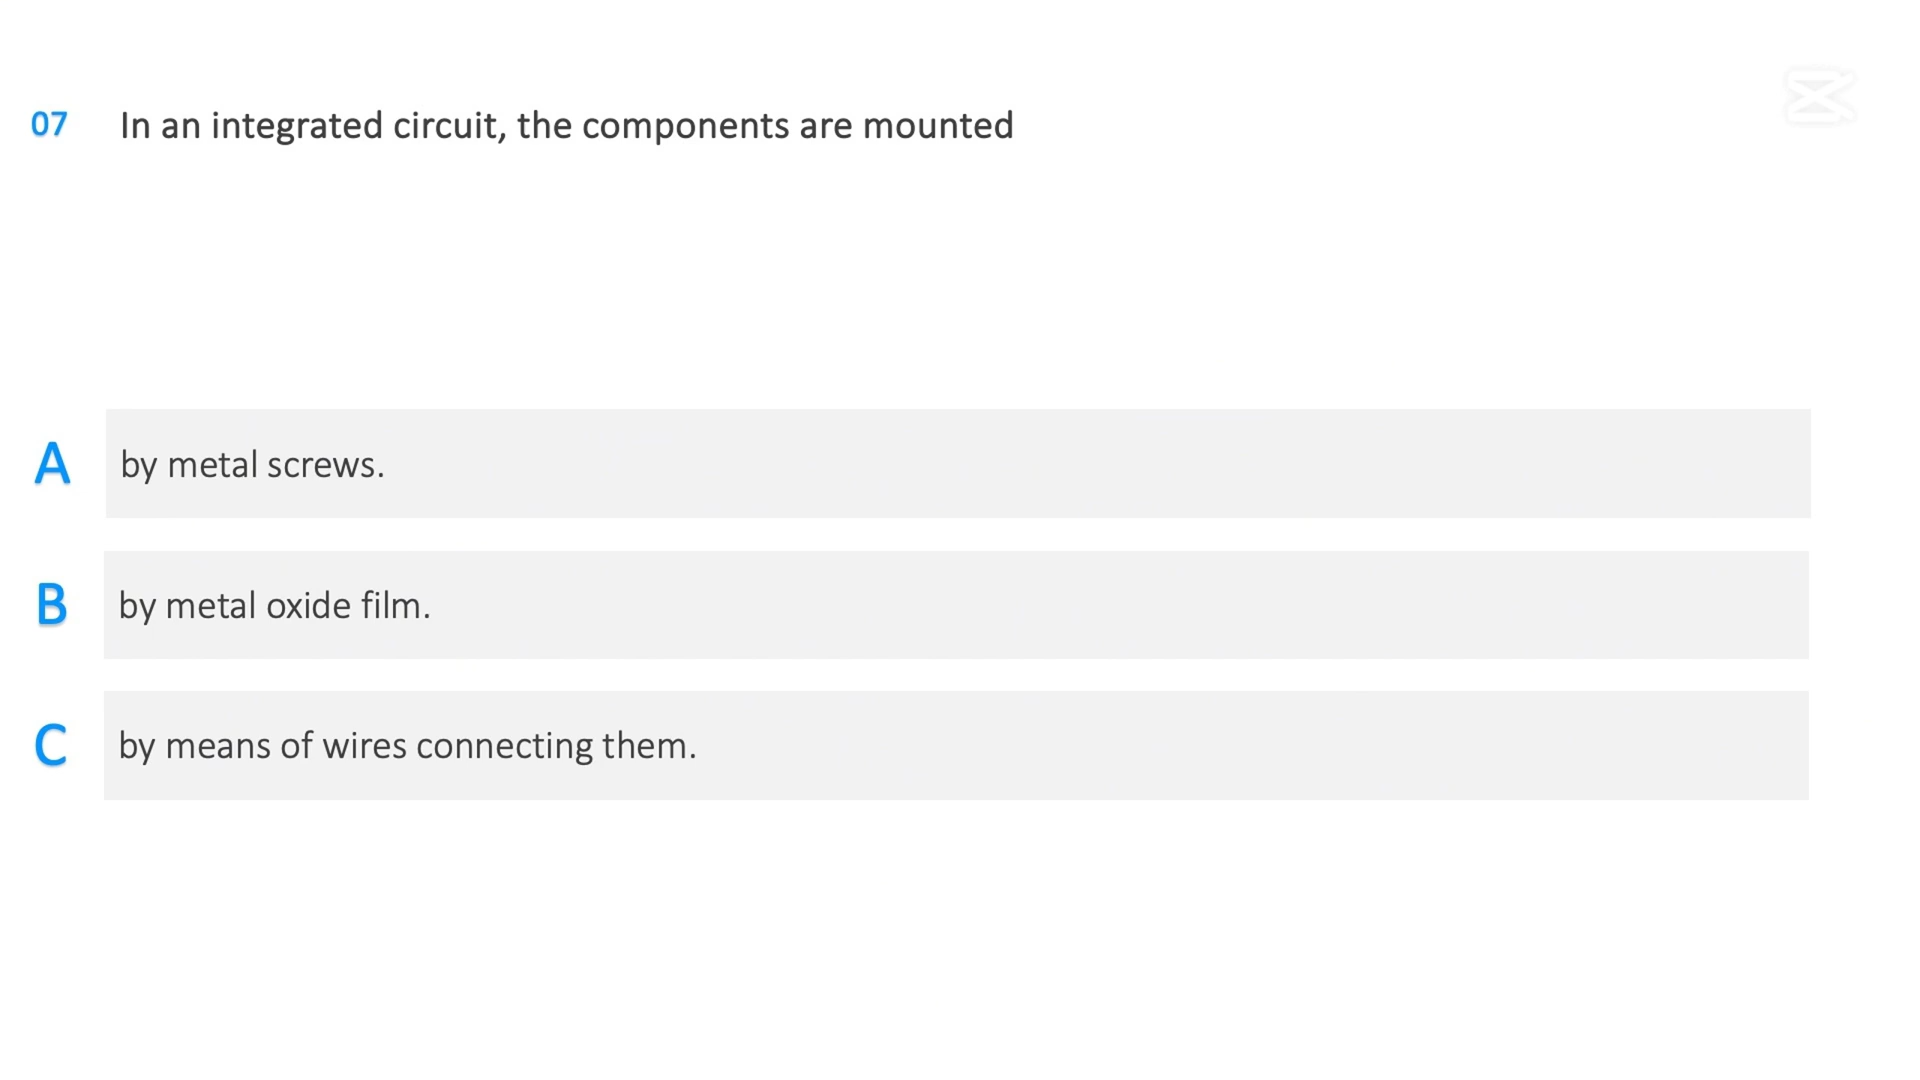 07 In an integrated circuit, the components are mounted
A by metal screws.
B by metal oxide film.
C by means of wires connecting them.